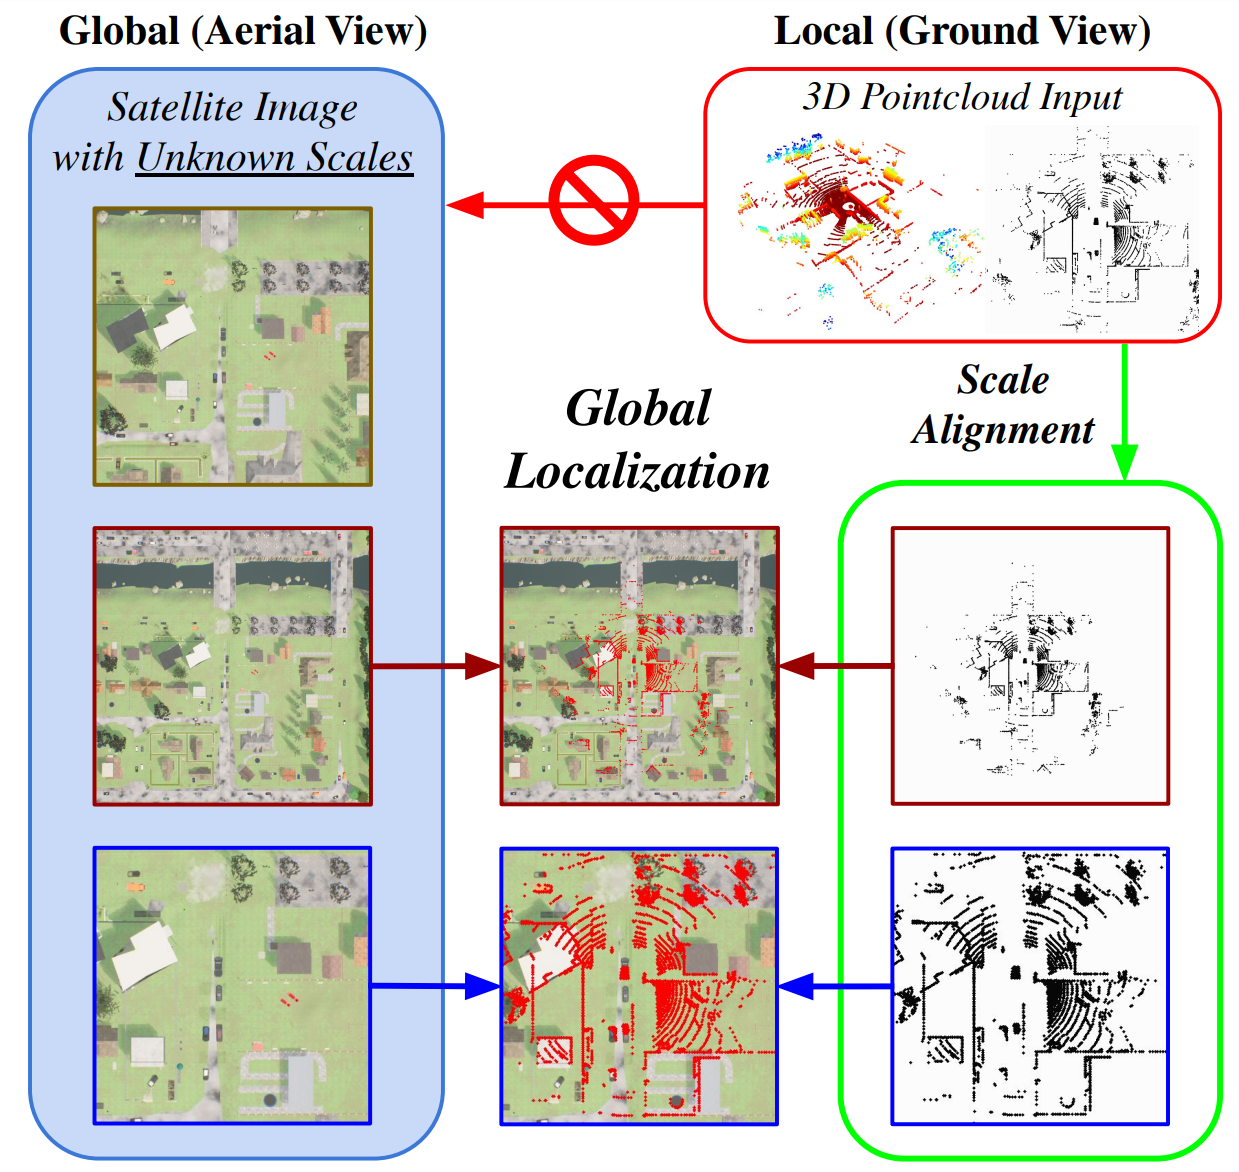 Global (Aerial View)
Local (Ground View)
Satellite Image
with Unknown Scales
3D Pointcloud Input
Scale
Alignment
Global
Localization